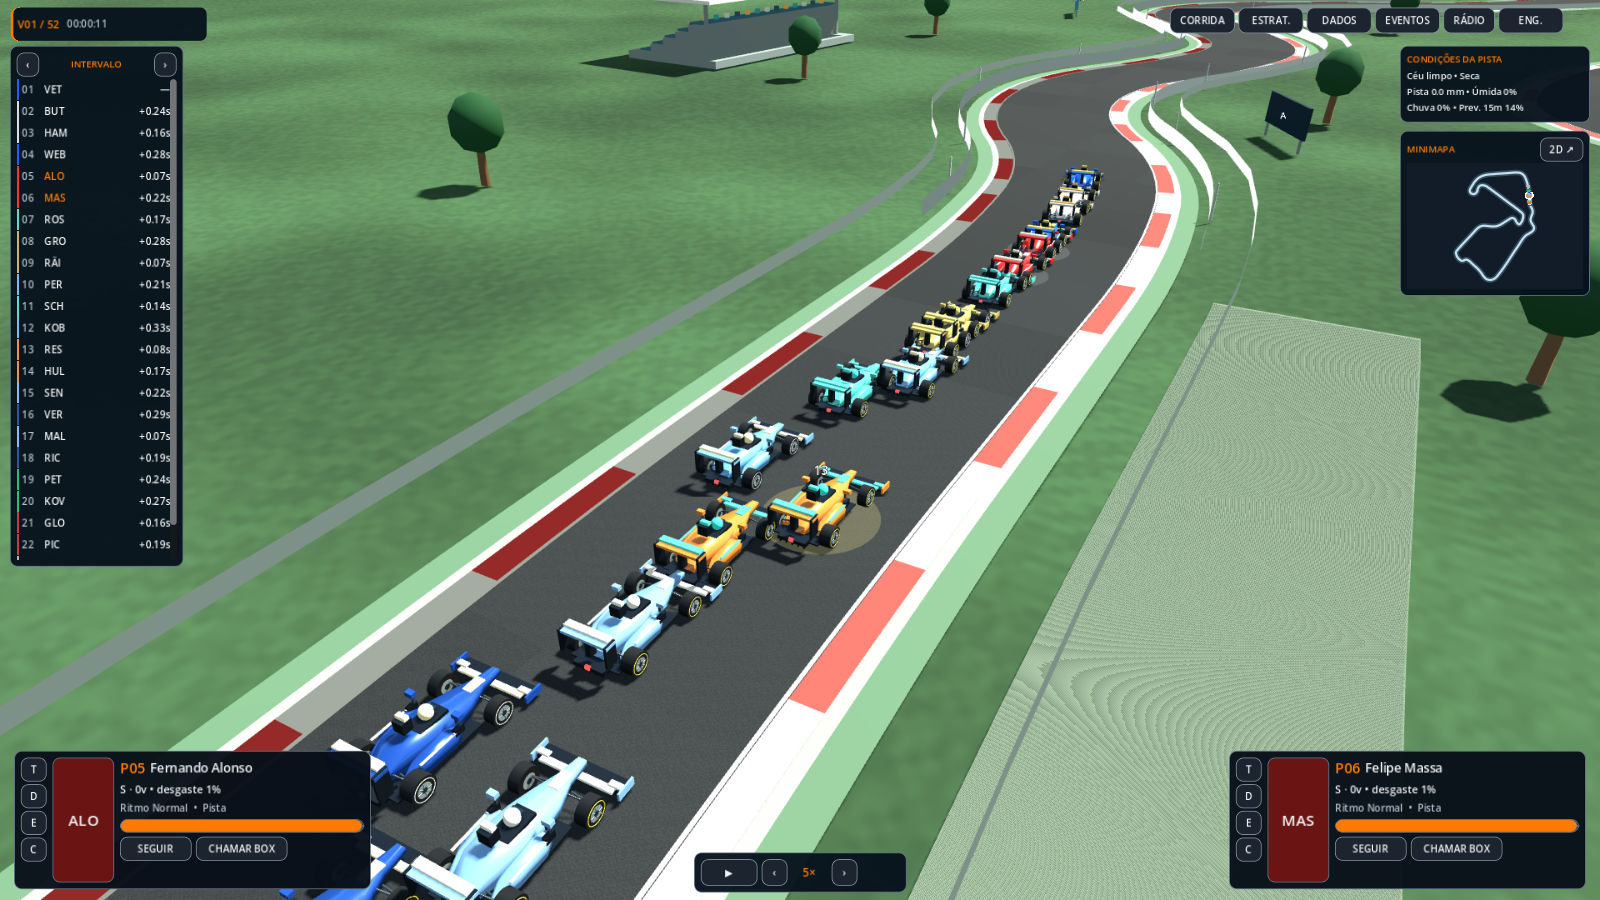 V01 / 52 00:00:11
CORRIDA ESTRAT. DADOS EVENTOS RÁDIO ENG.
‹ INTERVALO ›
01 VET —
02 BUT +0.24s
03 HAM +0.16s
04 WEB +0.28s
05 ALO +0.07s
06 MAS +0.22s
07 ROS +0.17s
08 GRO +0.28s
09 RÄI +0.07s
10 PER +0.21s
11 SCH +0.14s
12 KOB +0.33s
13 RES +0.08s
14 HUL +0.17s
15 SEN +0.22s
16 VER +0.29s
17 MAL +0.07s
18 RIC +0.19s
19 PET +0.24s
20 KOV +0.27s
21 GLO +0.16s
22 PIC +0.19s
CONDIÇÕES DA PISTA
Céu limpo • Seca
Pista 0.0 mm • Úmida 0%
Chuva 0% • Prev. 15m 14%
MINIMAPA 2D ↗
A
13
T
D
E
C
ALO
P05 Fernando Alonso
S · 0v • desgaste 1%
Ritmo Normal • Pista
SEGUIR CHAMAR BOX
▶ ‹ 5× ›
T
D
E
C
MAS
P06 Felipe Massa
S · 0v • desgaste 1%
Ritmo Normal • Pista
SEGUIR CHAMAR BOX